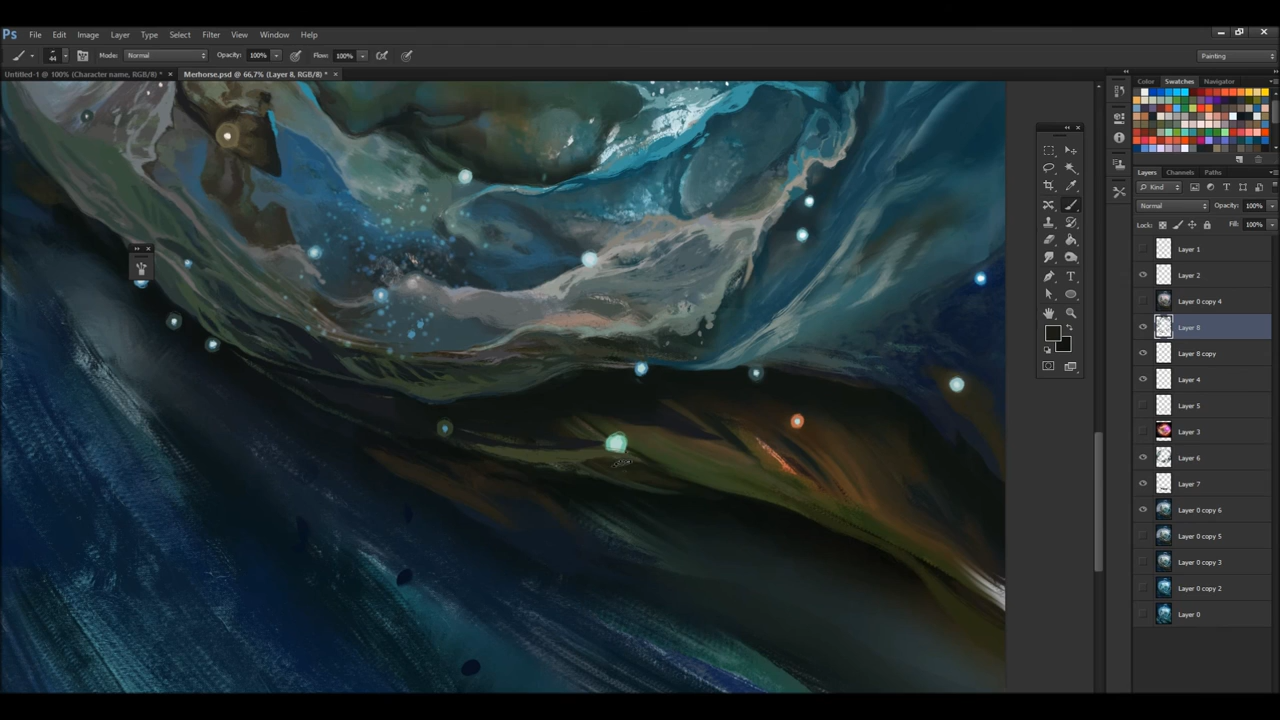 Ps File Edit Image Layer Type Select Filter View Window Help
44 Mode: Normal Opacity: 100% Flow: 100% Painting
Untitled-1 @ 100% (Character name, RGB/8) * × Merhorse.psd @ 66,7% (Layer 8, RGB/8) * ×
Color Swatches Navigator
Layers Channels Paths
Kind
Normal Opacity: 100%
Lock: Fill: 100%
Layer 1
Layer 2
Layer 0 copy 4
Layer 8
Layer 8 copy
Layer 4
Layer 5
Layer 3
Layer 6
Layer 7
Layer 0 copy 6
Layer 0 copy 5
Layer 0 copy 3
Layer 0 copy 2
Layer 0